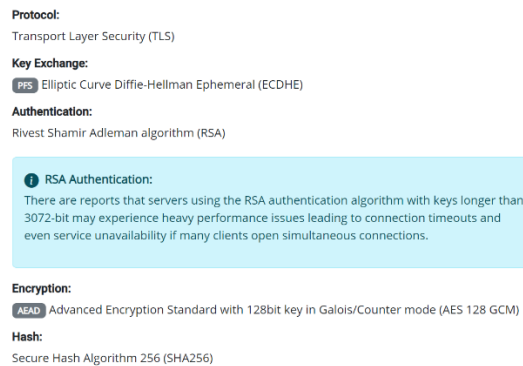 Protocol:
Transport Layer Security (TLS)
Key Exchange:
PFS Elliptic Curve Diffie-Hellman Ephemeral (ECDHE)
Authentication:
Rivest Shamir Adleman algorithm (RSA)
RSA Authentication:
There are reports that servers using the RSA authentication algorithm with keys longer than
3072-bit may experience heavy performance issues leading to connection timeouts and
even service unavailability if many clients open simultaneous connections.
Encryption:
AEAD Advanced Encryption Standard with 128bit key in Galois/Counter mode (AES 128 GCM)
Hash:
Secure Hash Algorithm 256 (SHA256)